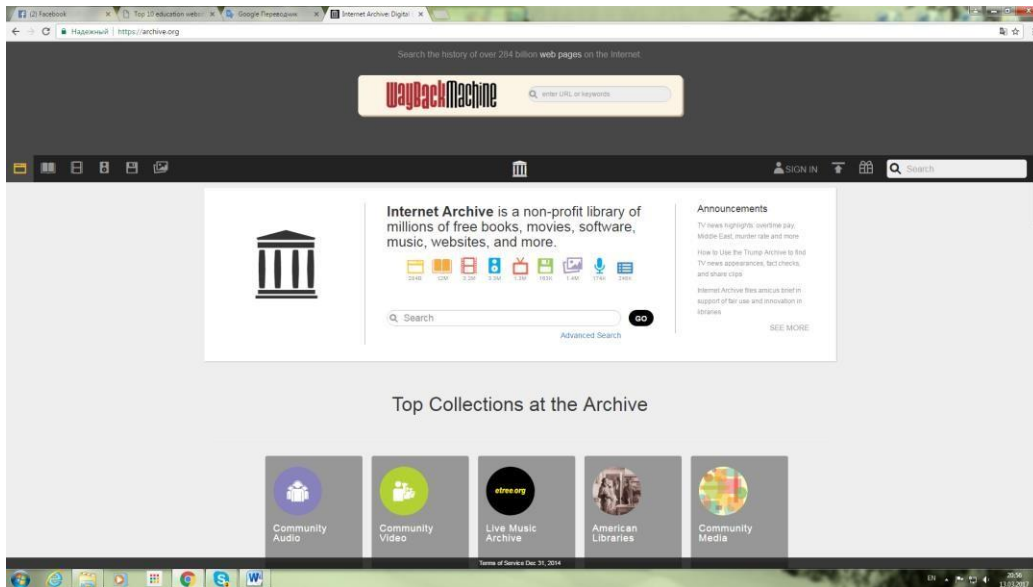 (2) Facebook
Top 10 education websi
Google Переводчик
Internet Archive: Digital
Надежный | https://archive.org
Search the history of over 284 billion web pages on the Internet.
WayBackMachine
enter URL or keywords
SIGN IN
Search
Internet Archive is a non-profit library of
millions of free books, movies, software,
music, websites, and more.
Search
GO
Advanced Search
Announcements
TV news highlights: overtime pay,
Middle East, murder rate and more
How to Use the Trump Archive to find
TV news appearances, fact checks,
and share clips
Internet Archive files amicus brief in
support of fair use and innovation in
libraries
SEE MORE
Top Collections at the Archive
Community
Audio
Community
Video
etree.org
Live Music
Archive
American
Libraries
Community
Media
Terms of Service Dec 31, 2014
EN
20:56
13.03.2017